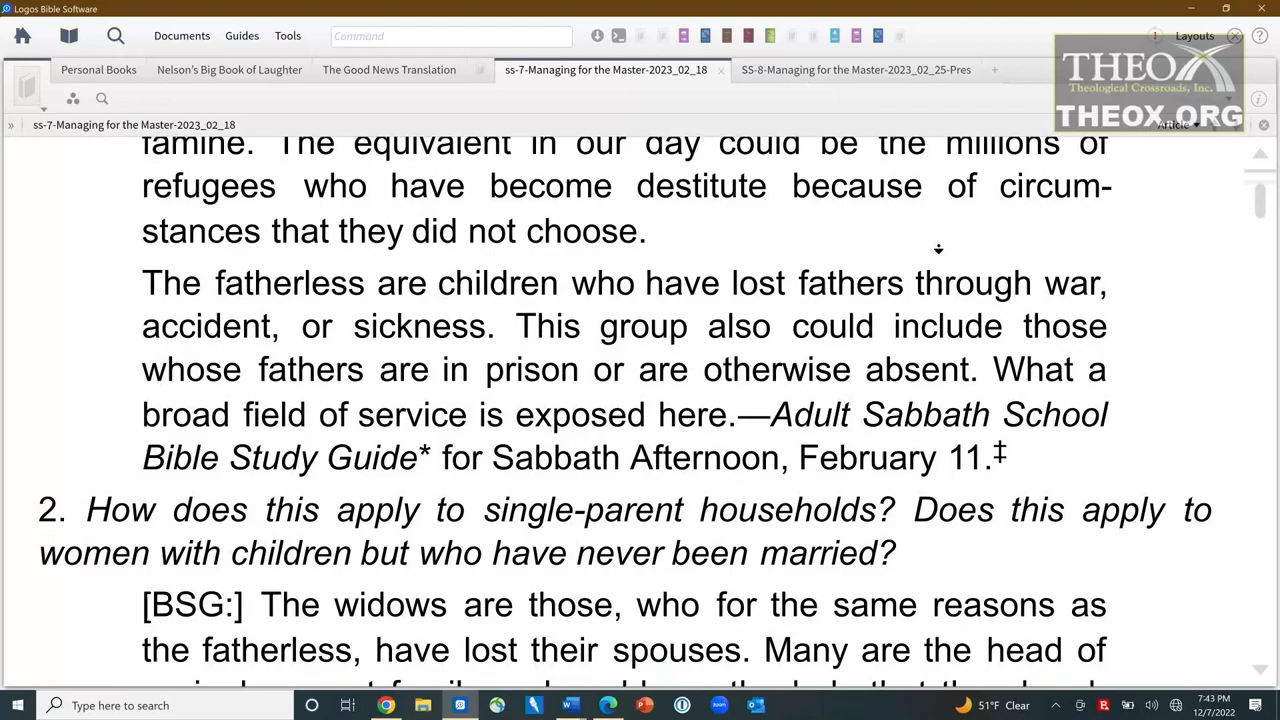 Logos Bible Software
Documents Guides Tools Command Layouts
Personal Books Nelson's Big Book of Laughter The Good News Translation ss-7-Managing for the Master-2023_02_18 SS-8-Managing for the Master-2023_02_25-Pres
THEOX
Theological Crossroads, Inc.
THEOX.ORG
ss-7-Managing for the Master-2023_02_18 Article
famine. The equivalent in our day could be the millions of
refugees who have become destitute because of circum-
stances that they did not choose.
The fatherless are children who have lost fathers through war,
accident, or sickness. This group also could include those
whose fathers are in prison or are otherwise absent. What a
broad field of service is exposed here.—Adult Sabbath School
Bible Study Guide* for Sabbath Afternoon, February 11.‡
2. How does this apply to single-parent households? Does this apply to
women with children but who have never been married?
[BSG:] The widows are those, who for the same reasons as
the fatherless, have lost their spouses. Many are the head of
Type here to search 51°F Clear 7:43 PM
12/7/2022